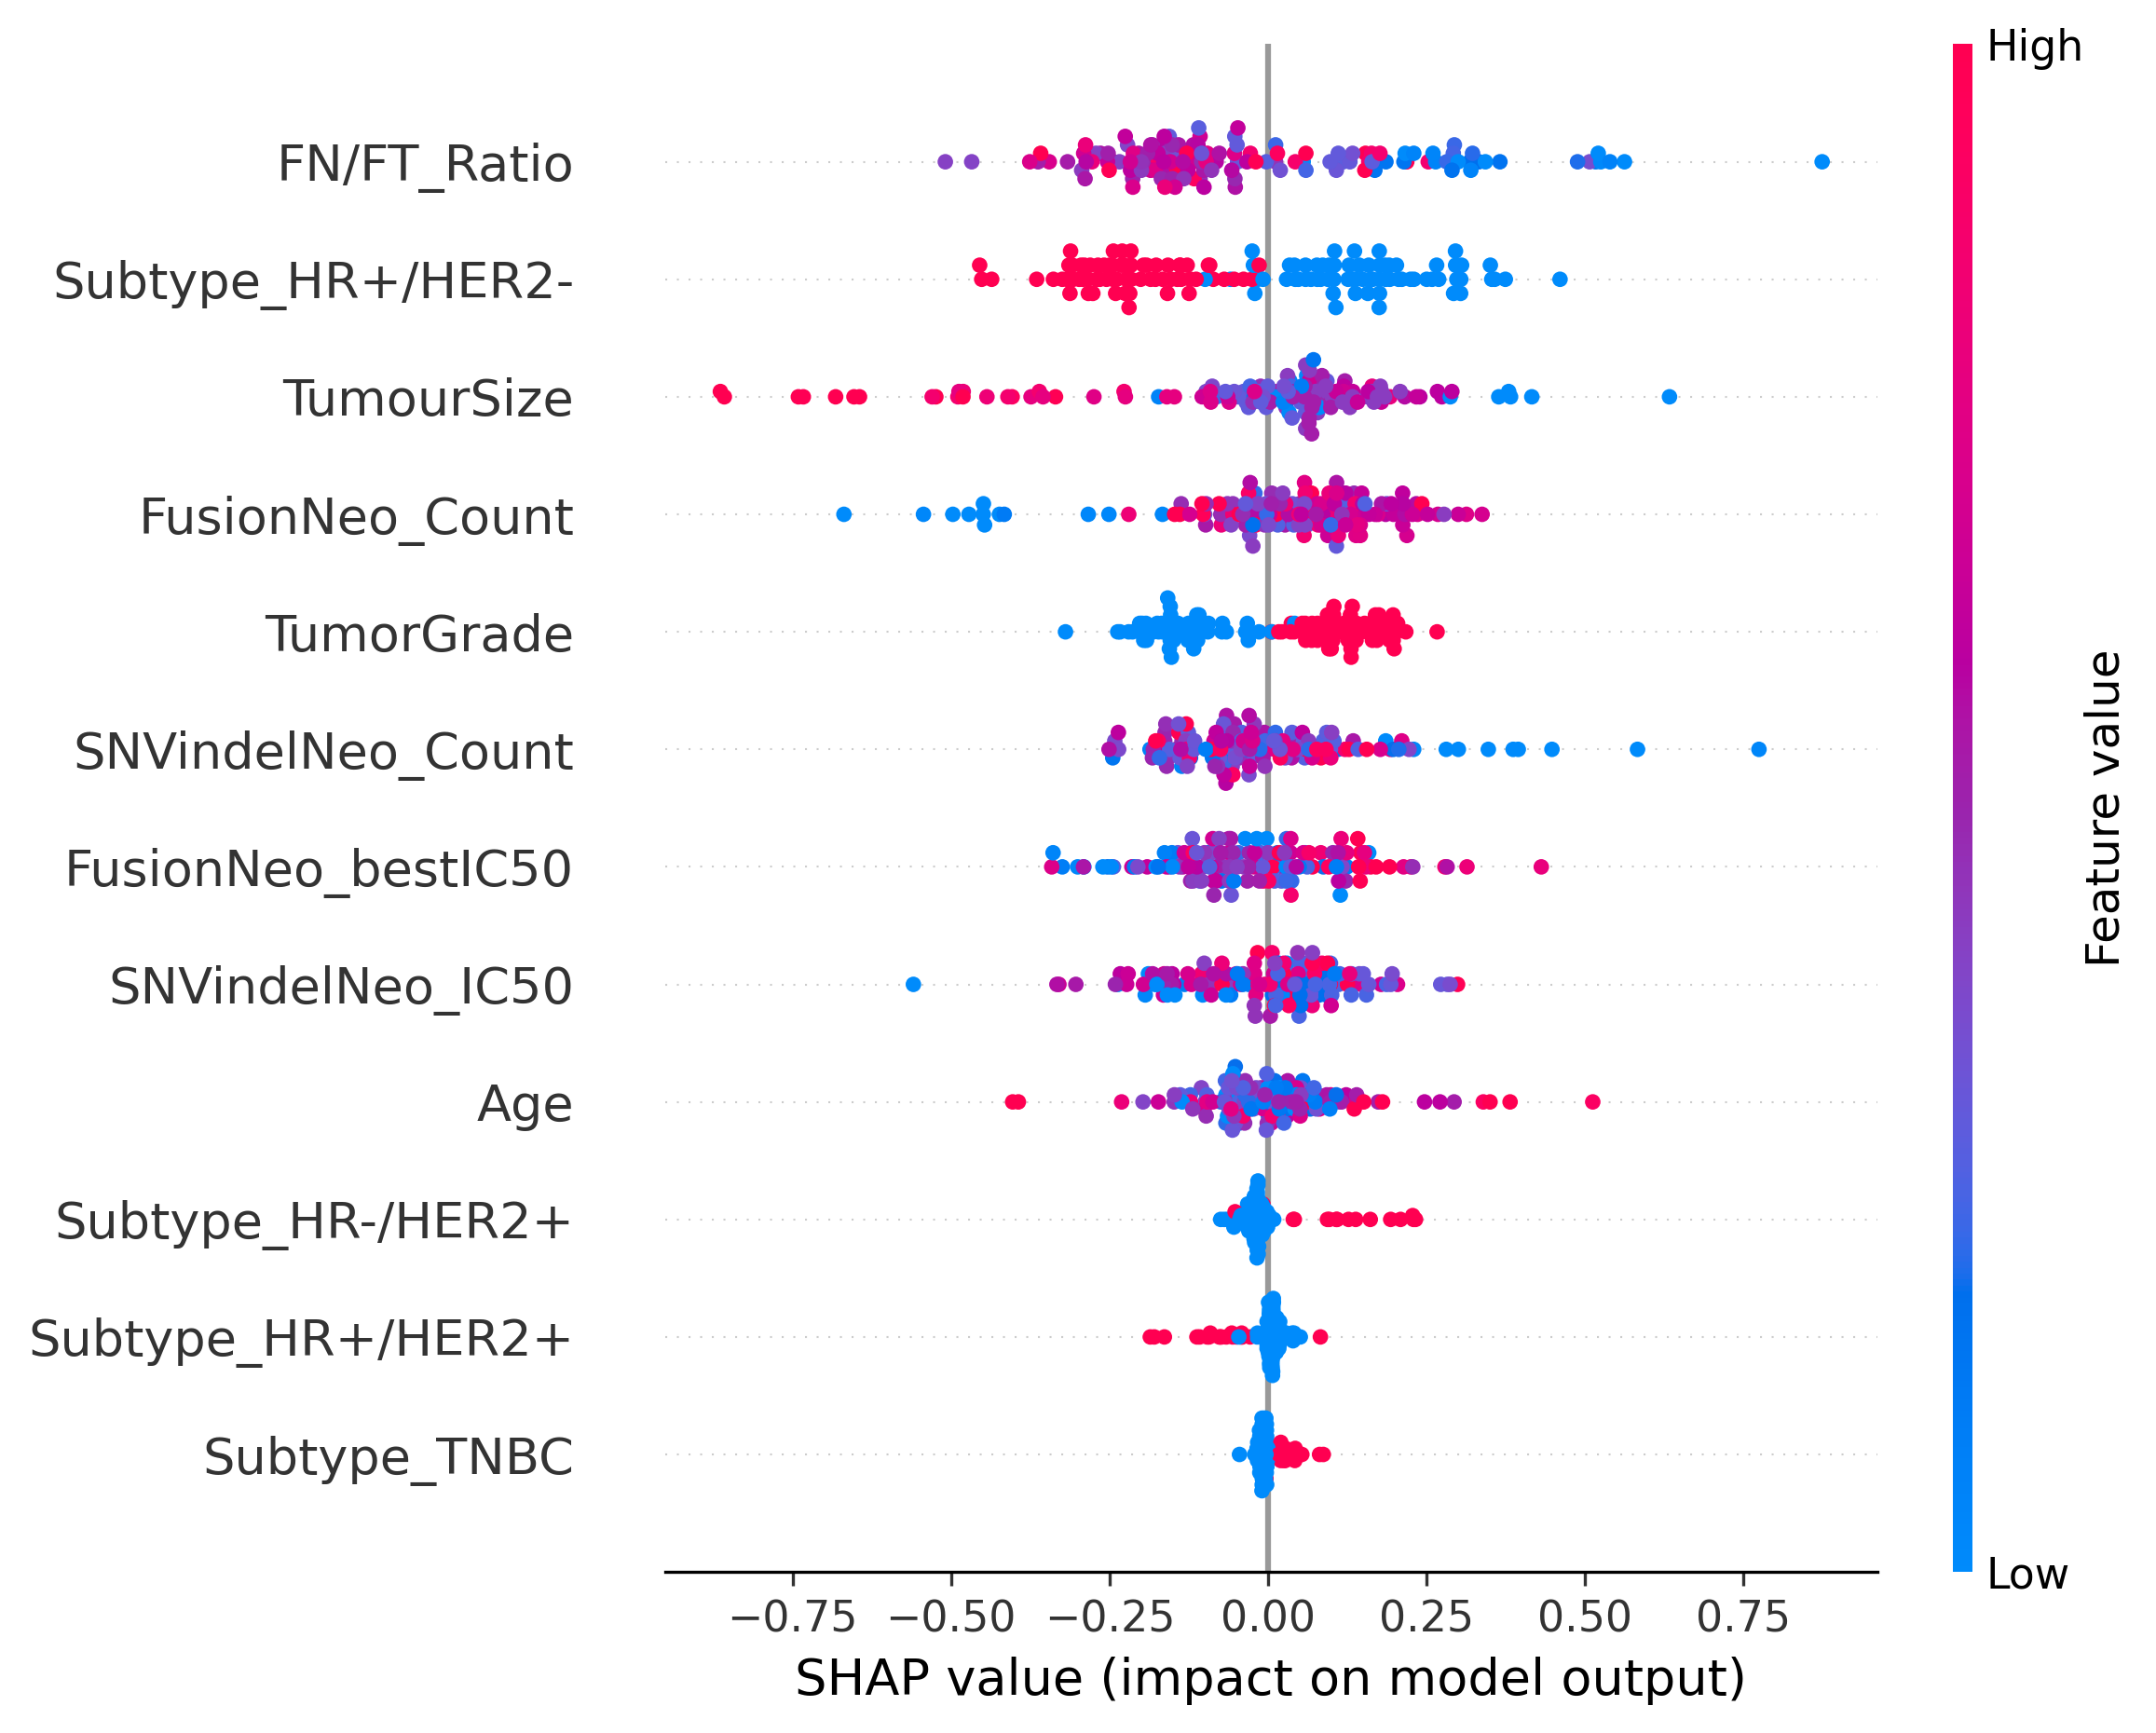 High
FN/FT_Ratio
Subtype_HR+/HER2-
TumourSize
FusionNeo_Count
TumorGrade
SNVindelNeo_Count
FusionNeo_bestIC50
SNVindelNeo_IC50
Age
Subtype_HR-/HER2+
Subtype_HR+/HER2+
Subtype_TNBC
Feature value
Low
−0.75 −0.50 −0.25 0.00 0.25 0.50 0.75
SHAP value (impact on model output)